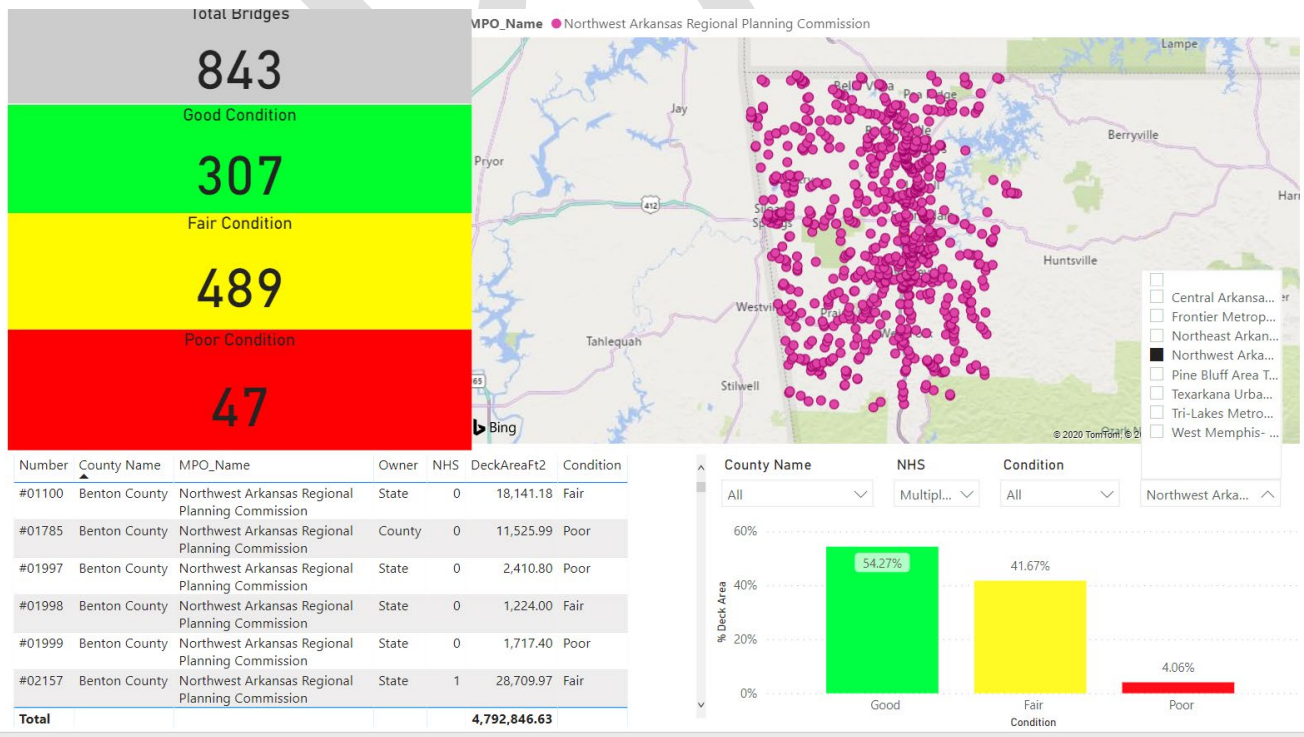 Total Bridges
843
Good Condition
307
Fair Condition
489
Poor Condition
47
MPO_Name Northwest Arkansas Regional Planning Commission
Lampe
Jay
Berryville
Pryor
412
Huntsville
Tahlequah
Stilwell
65
Bing
© 2020 TomTom, ©
Central Arkansa...
Frontier Metrop...
Northeast Arkan...
Northwest Arka...
Pine Bluff Area T...
Texarkana Urba...
Tri-Lakes Metro...
West Memphis- ...
Number County Name MPO_Name Owner NHS DeckAreaFt2 Condition
#01100 Benton County Northwest Arkansas Regional State 0 18,141.18 Fair
Planning Commission
#01785 Benton County Northwest Arkansas Regional County 0 11,525.99 Poor
Planning Commission
#01997 Benton County Northwest Arkansas Regional State 0 2,410.80 Poor
Planning Commission
#01998 Benton County Northwest Arkansas Regional State 0 1,224.00 Fair
Planning Commission
#01999 Benton County Northwest Arkansas Regional State 0 1,717.40 Poor
Planning Commission
#02157 Benton County Northwest Arkansas Regional State 1 28,709.97 Fair
Planning Commission
Total 4,792,846.63
County Name NHS Condition
All Multipl... All Northwest Arka...
60%
54.27%
41.67%
40%
% Deck Area
20%
4.06%
0%
Good Fair Poor
Condition